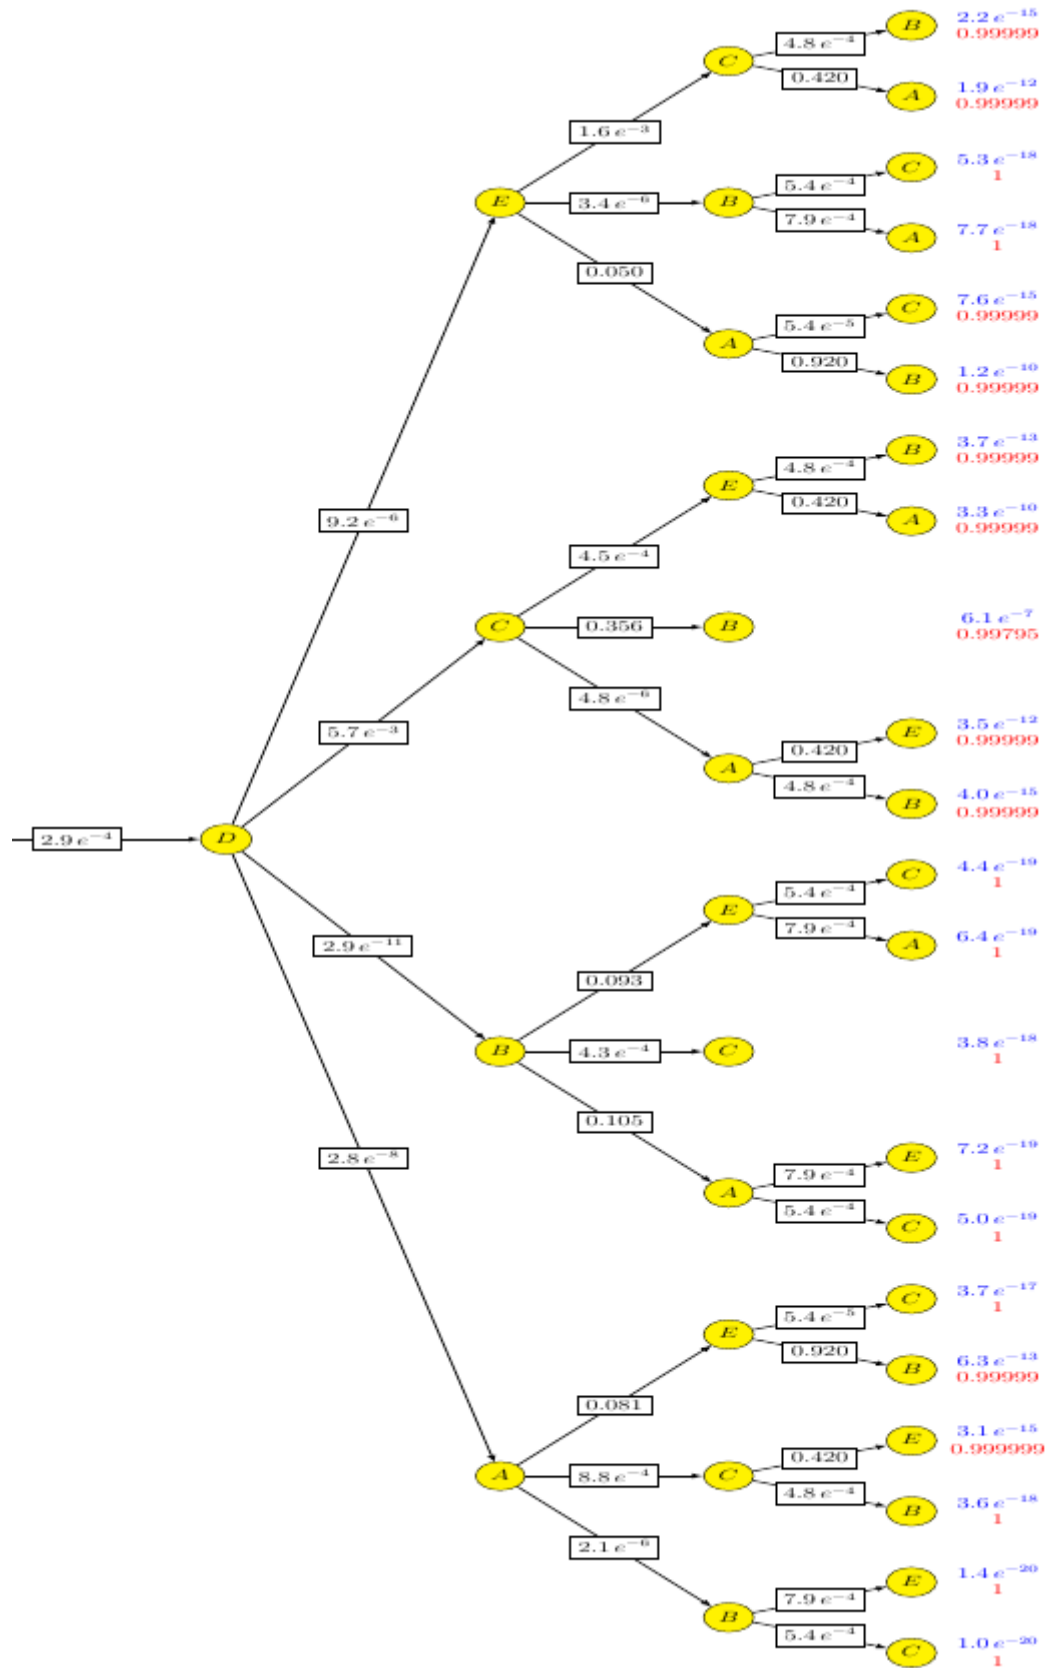 2.9 e⁻⁴
D
9.2 e⁻⁶
5.7 e⁻³
2.9 e⁻¹¹
2.8 e⁻⁸
E
1.6 e⁻³
3.4 e⁻⁶
0.050
C
4.8 e⁻⁴
B
2.2 e⁻¹⁵
0.99999
0.420
A
1.9 e⁻¹²
0.99999
B
5.4 e⁻⁴
C
5.3 e⁻¹⁸
1
7.9 e⁻⁴
A
7.7 e⁻¹⁸
1
A
5.4 e⁻⁵
C
7.6 e⁻¹⁵
0.99999
0.920
B
1.2 e⁻¹⁰
0.99999
C
4.5 e⁻⁴
0.356
4.8 e⁻⁶
E
4.8 e⁻⁴
B
3.7 e⁻¹³
0.99999
0.420
A
3.3 e⁻¹⁰
0.99999
B
6.1 e⁻⁷
0.99795
A
0.420
E
3.5 e⁻¹²
0.99999
4.8 e⁻⁴
B
4.0 e⁻¹⁵
0.99999
B
0.093
4.3 e⁻⁴
0.105
E
5.4 e⁻⁴
C
4.4 e⁻¹⁹
1
7.9 e⁻⁴
A
6.4 e⁻¹⁹
1
C
3.8 e⁻¹⁸
1
A
7.9 e⁻⁴
E
7.2 e⁻¹⁹
1
5.4 e⁻⁴
C
5.0 e⁻¹⁹
1
A
0.081
8.8 e⁻⁴
2.1 e⁻⁶
E
5.4 e⁻⁵
C
3.7 e⁻¹⁷
1
0.920
B
6.3 e⁻¹³
0.99999
C
0.420
E
3.1 e⁻¹⁵
0.999999
4.8 e⁻⁴
B
3.6 e⁻¹⁸
1
B
7.9 e⁻⁴
E
1.4 e⁻²⁰
1
5.4 e⁻⁴
C
1.0 e⁻²⁰
1